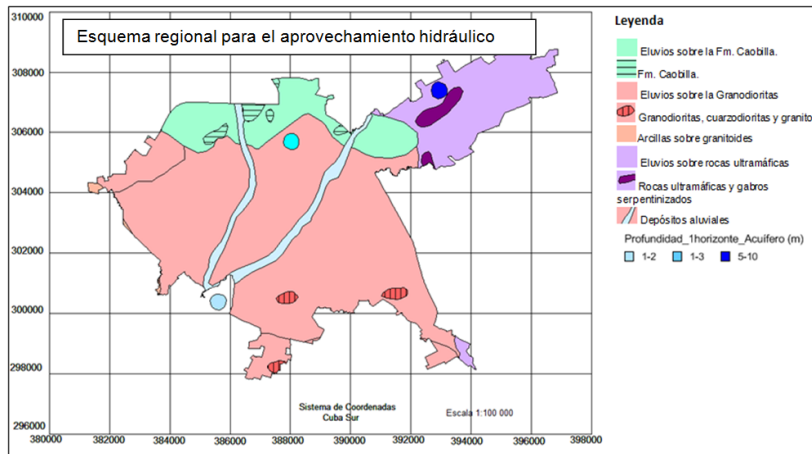 Esquema regional para el aprovechamiento hidráulico
310000
308000
306000
304000
302000
300000
298000
296000
380000
382000
384000
386000
388000
390000
392000
394000
396000
398000
Sistema de Coordenadas
Cuba Sur
Escala 1:100 000
Leyenda
Eluvios sobre la Fm. Caobilla.
Fm. Caobilla.
Eluvios sobre la Granodioritas
Granodioritas, cuarzodioritas y granito
Arcillas sobre granitoides
Eluvios sobre rocas ultramáficas
Rocas ultramáficas y gabros
serpentinizados
Depósitos aluviales
Profundidad_1horizonte_Acuífero (m)
1-2
1-3
5-10